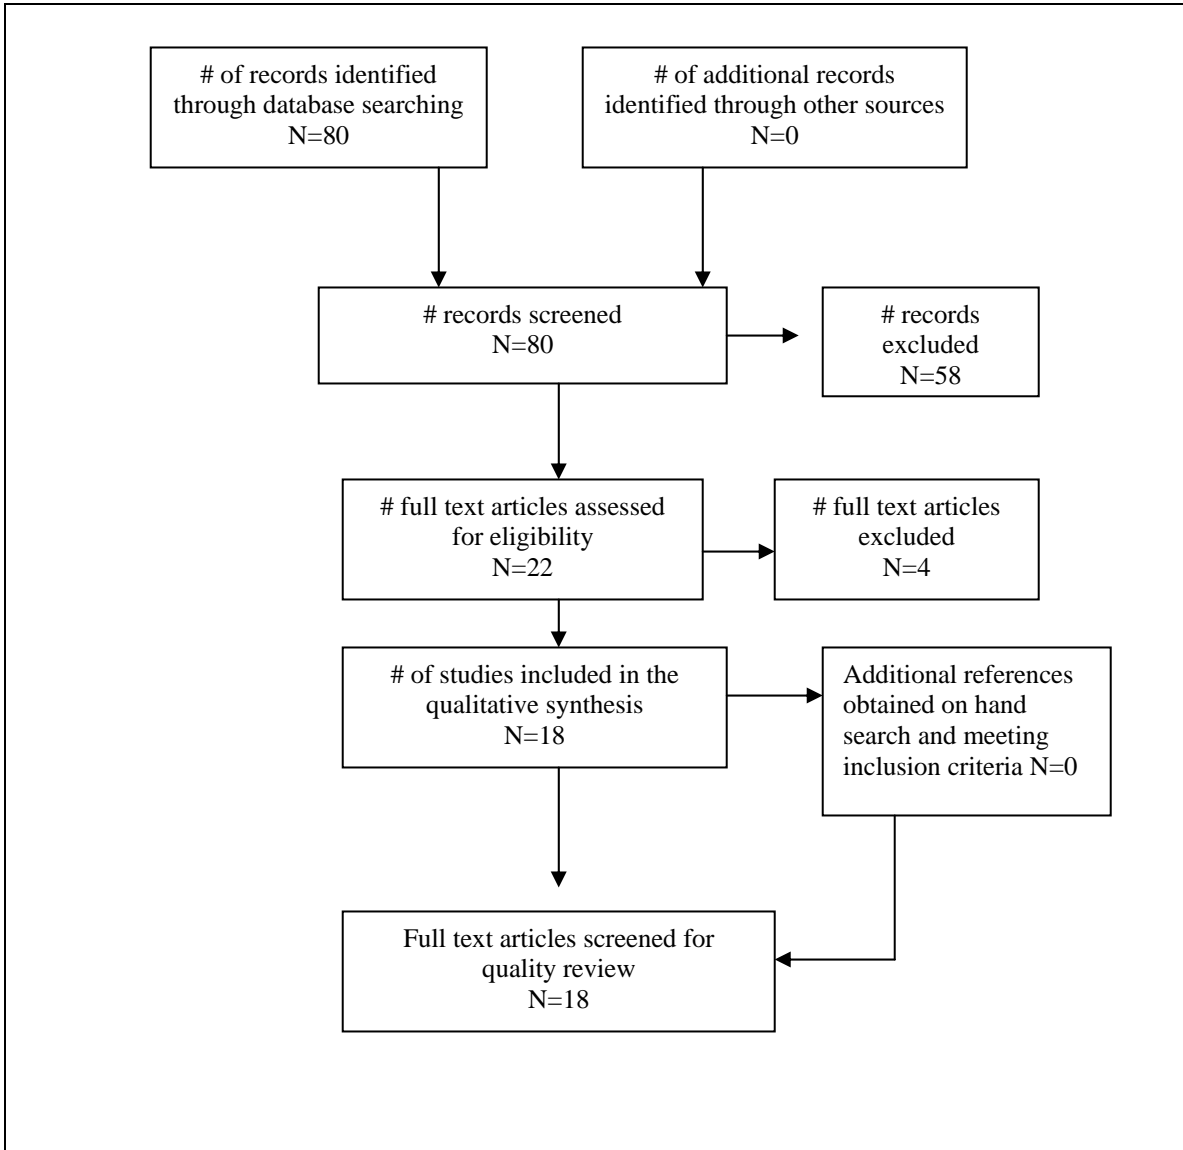 # of records identified
through database searching
N=80
# of additional records
identified through other sources
N=0
# records screened
N=80
# records
excluded
N=58
# full text articles assessed
for eligibility
N=22
# full text articles
excluded
N=4
# of studies included in the
qualitative synthesis
N=18
Additional references
obtained on hand
search and meeting
inclusion criteria N=0
Full text articles screened for
quality review
N=18